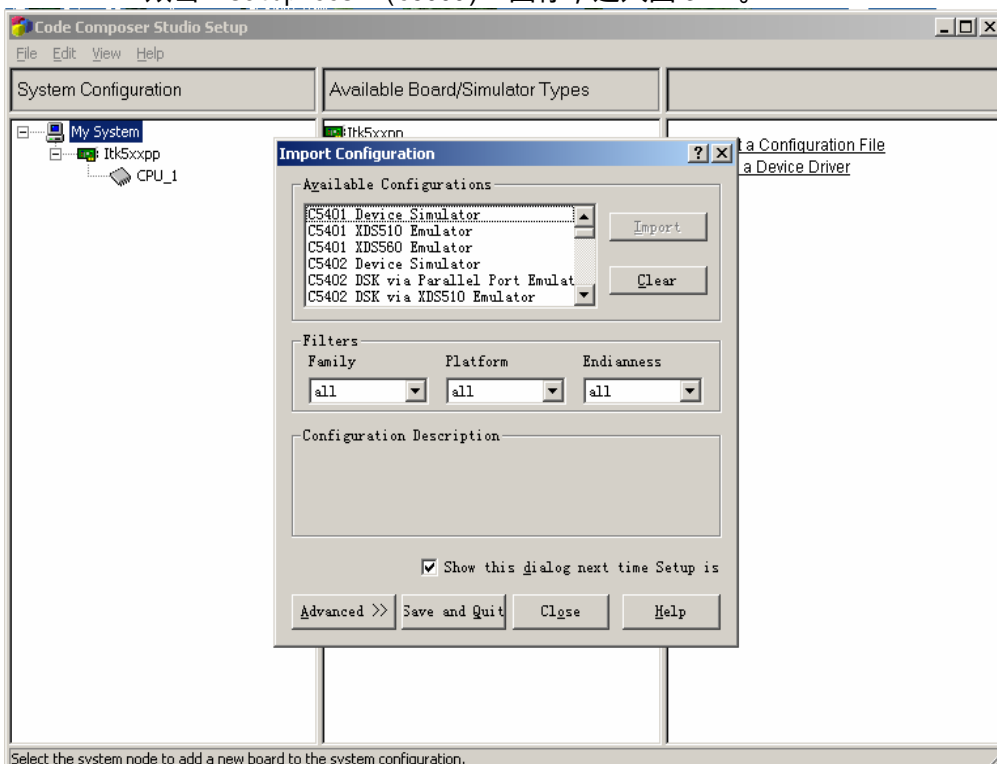 Setup
Code Composer Studio Setup
File Edit View Help
System Configuration
Available Board/Simulator Types
My System
Itk5xxpp
CPU_1
Itk5xxpp
t a Configuration File
a Device Driver
Import Configuration
Available Configurations
C5401 Device Simulator
C5401 XDS510 Emulator
C5401 XDS560 Emulator
C5402 Device Simulator
C5402 DSK via Parallel Port Emulat
C5402 DSK via XDS510 Emulator
Import
Clear
Filters
Family Platform Endianness
all all all
Configuration Description
Show this dialog next time Setup is
Advanced >> Save and Quit Close Help
Select the system node to add a new board to the system configuration.